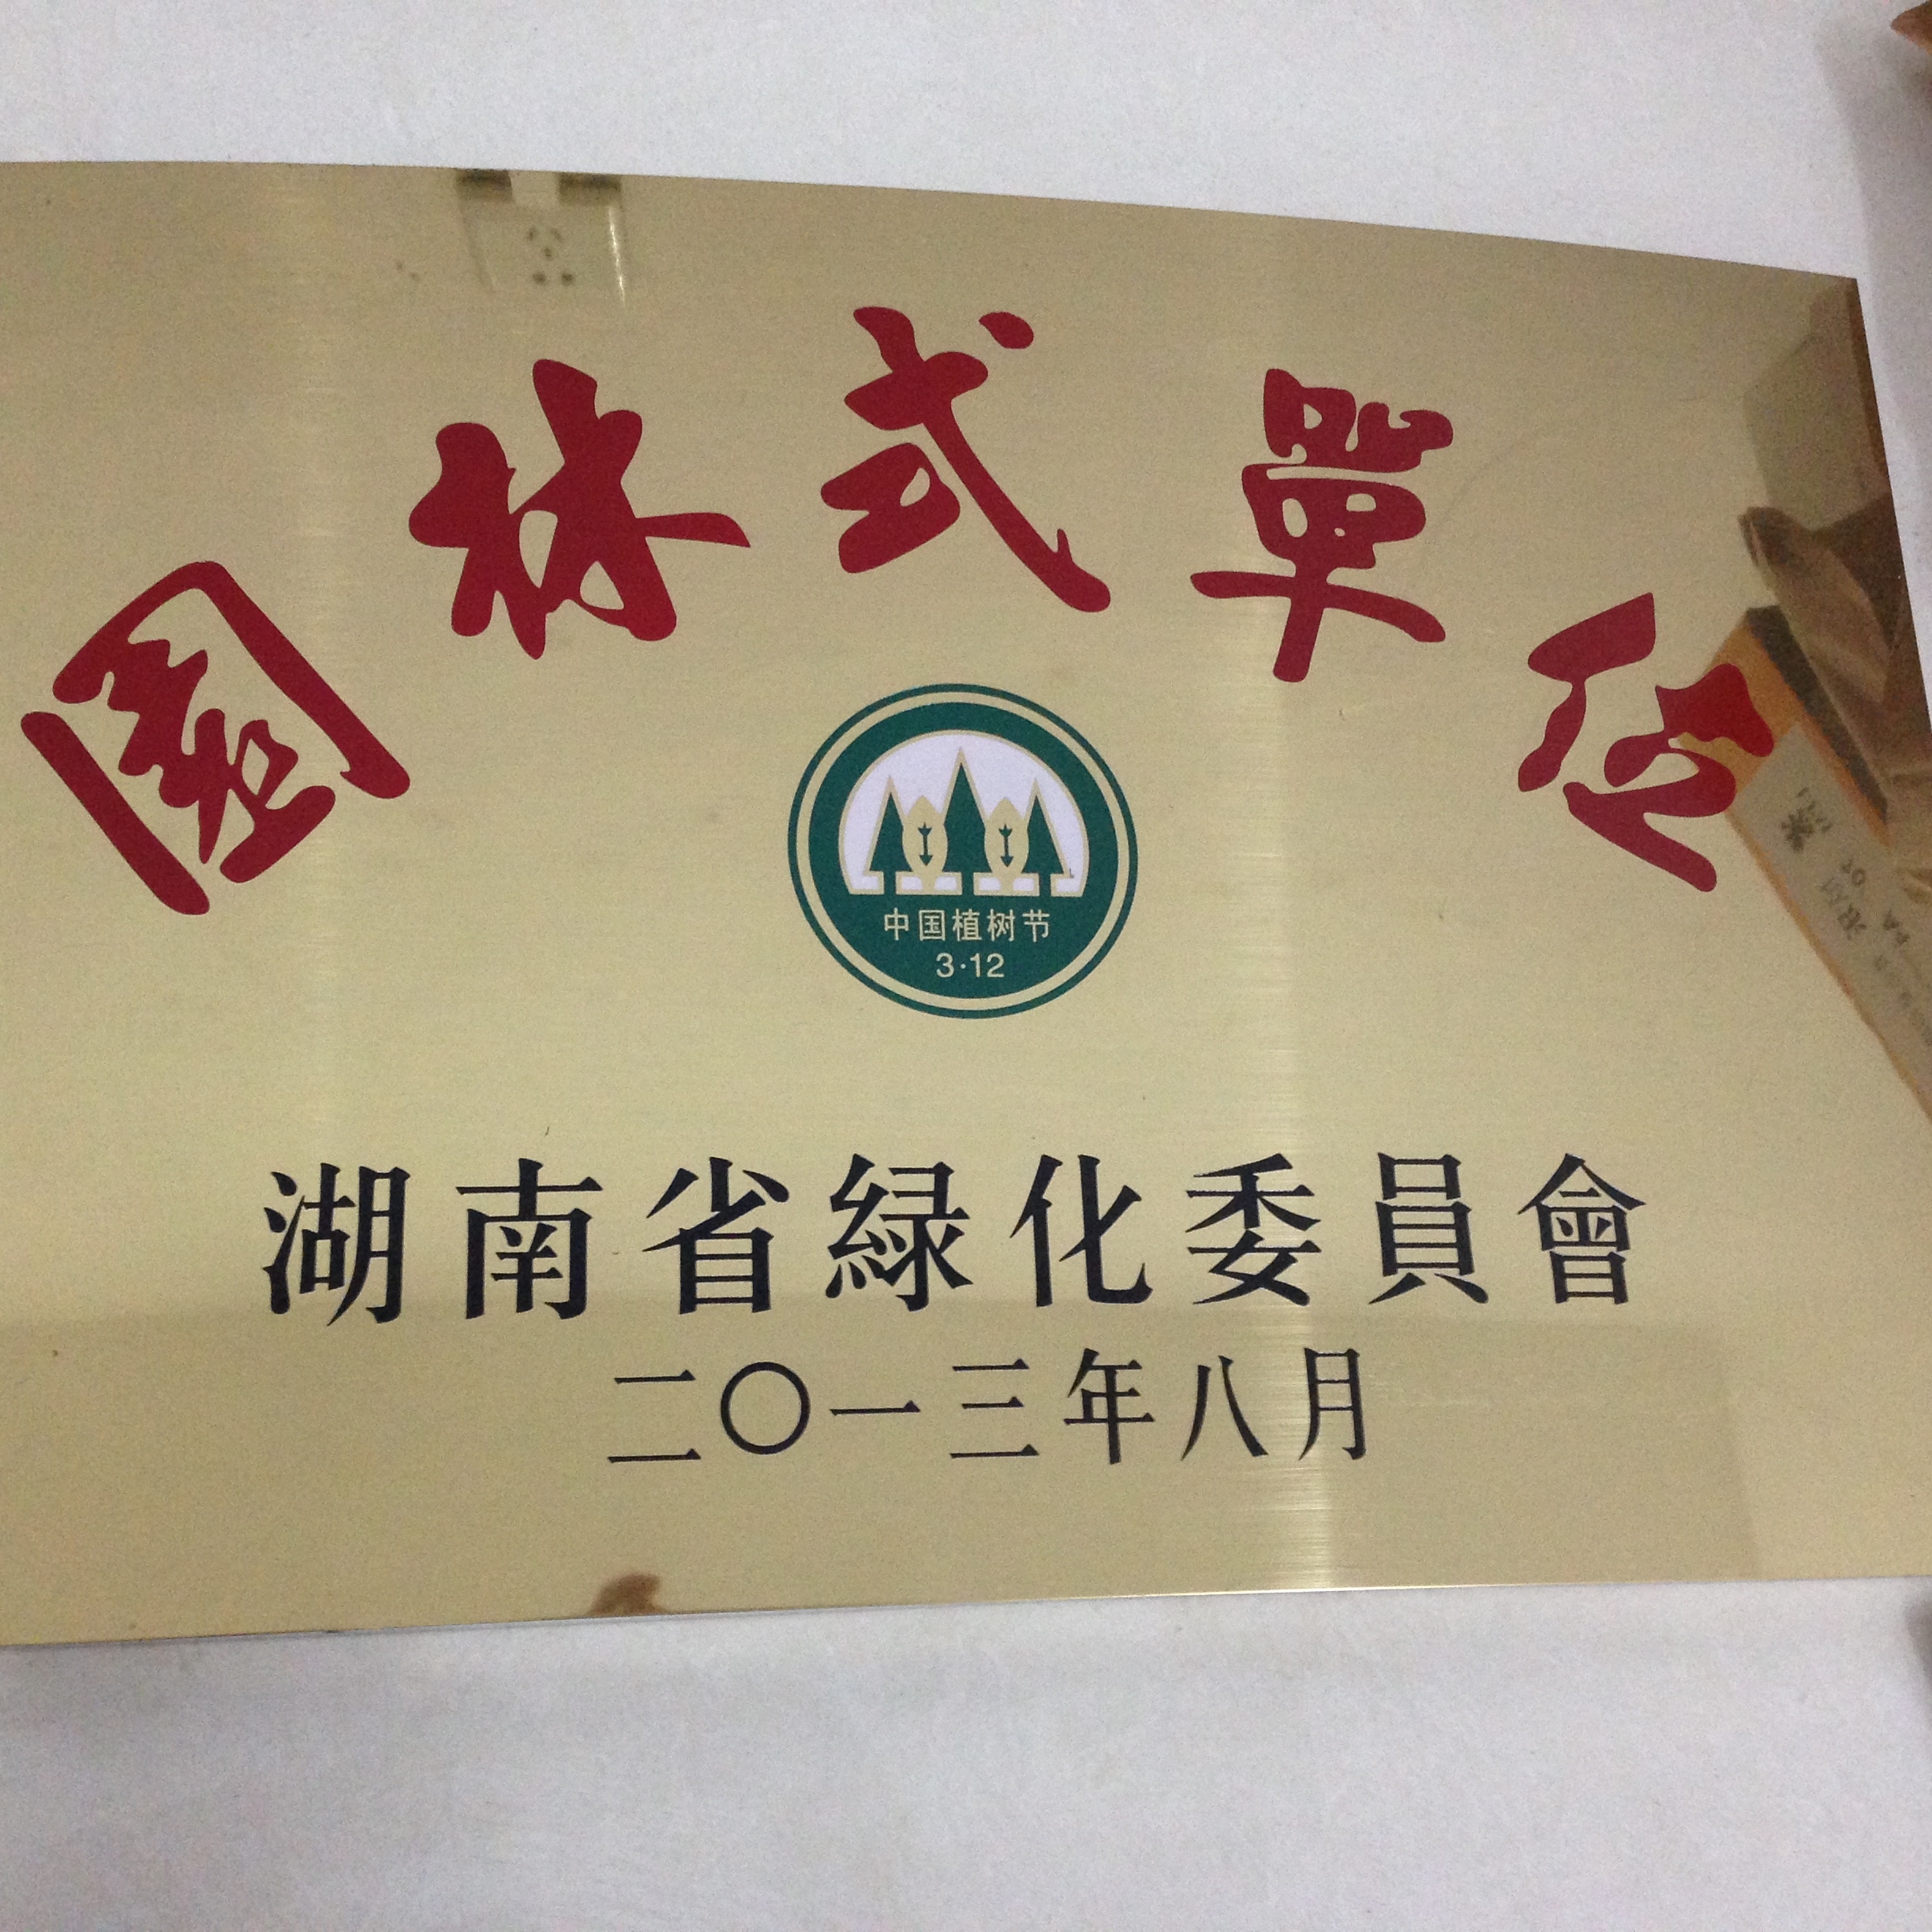 園林式單位
中国植树节
3·12
湖南省緑化委員會
二〇一三年八月